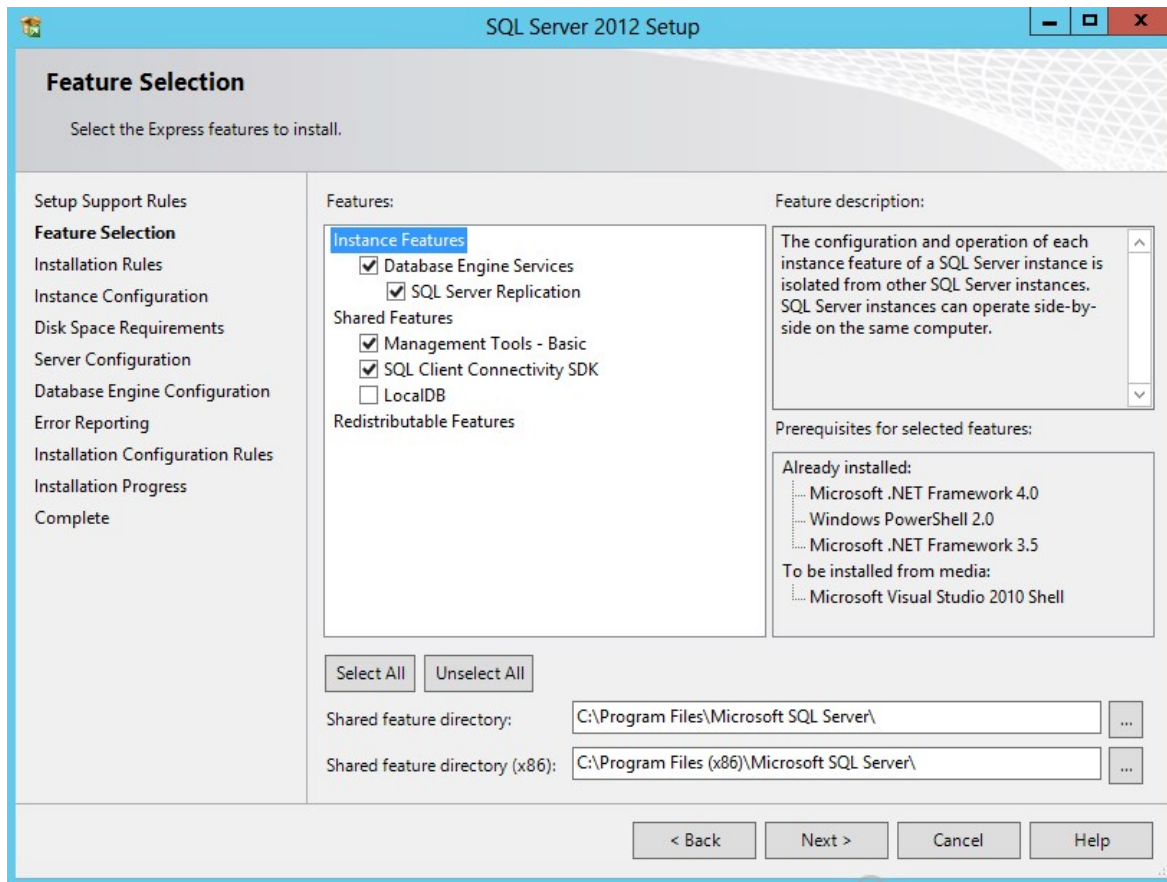 SQL Server 2012 Setup
Feature Selection
Select the Express features to install.
Setup Support Rules
Feature Selection
Installation Rules
Instance Configuration
Disk Space Requirements
Server Configuration
Database Engine Configuration
Error Reporting
Installation Configuration Rules
Installation Progress
Complete
Features:
Instance Features
Database Engine Services
SQL Server Replication
Shared Features
Management Tools - Basic
SQL Client Connectivity SDK
LocalDB
Redistributable Features
Feature description:
The configuration and operation of each
instance feature of a SQL Server instance is
isolated from other SQL Server instances.
SQL Server instances can operate side-by-
side on the same computer.
Prerequisites for selected features:
Already installed:
Microsoft .NET Framework 4.0
Windows PowerShell 2.0
Microsoft .NET Framework 3.5
To be installed from media:
Microsoft Visual Studio 2010 Shell
Select All
Unselect All
Shared feature directory:
C:\Program Files\Microsoft SQL Server\
...
Shared feature directory (x86):
C:\Program Files (x86)\Microsoft SQL Server\
...
< Back
Next >
Cancel
Help